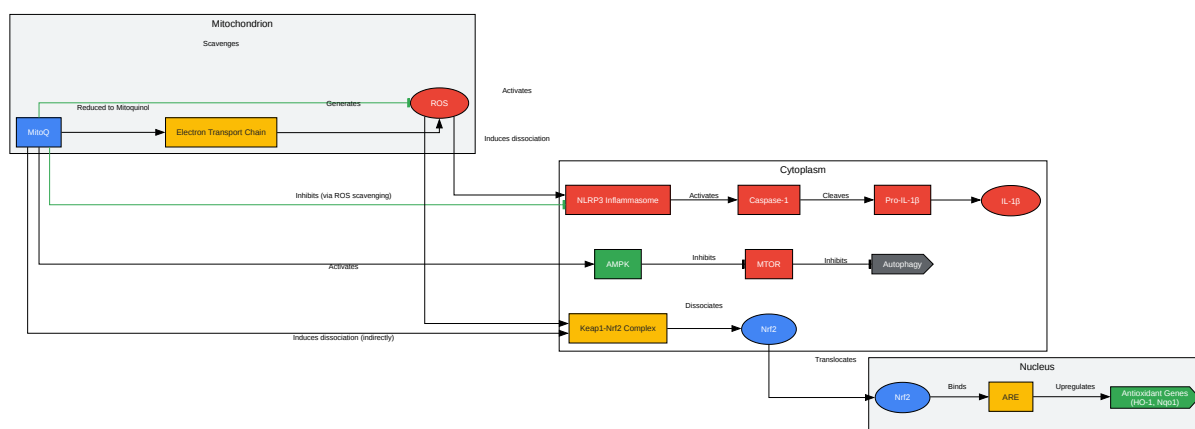 Mitochondrion
Scavenges
Activates
ROS
Generates
Reduced to Mitoquinol
MitoQ
Electron Transport Chain
Induces dissociation
Cytoplasm
Inhibits (via ROS scavenging)
NLRP3 Inflammasome
Activates
Caspase-1
Cleaves
Pro-IL-1β
IL-1β
Activates
AMPK
Inhibits
MTOR
Inhibits
Autophagy
Induces dissociation (indirectly)
Keap1-Nrf2 Complex
Dissociates
Nrf2
Translocates
Nucleus
Nrf2
Binds
ARE
Upregulates
Antioxidant Genes
(HO-1, Nqo1)